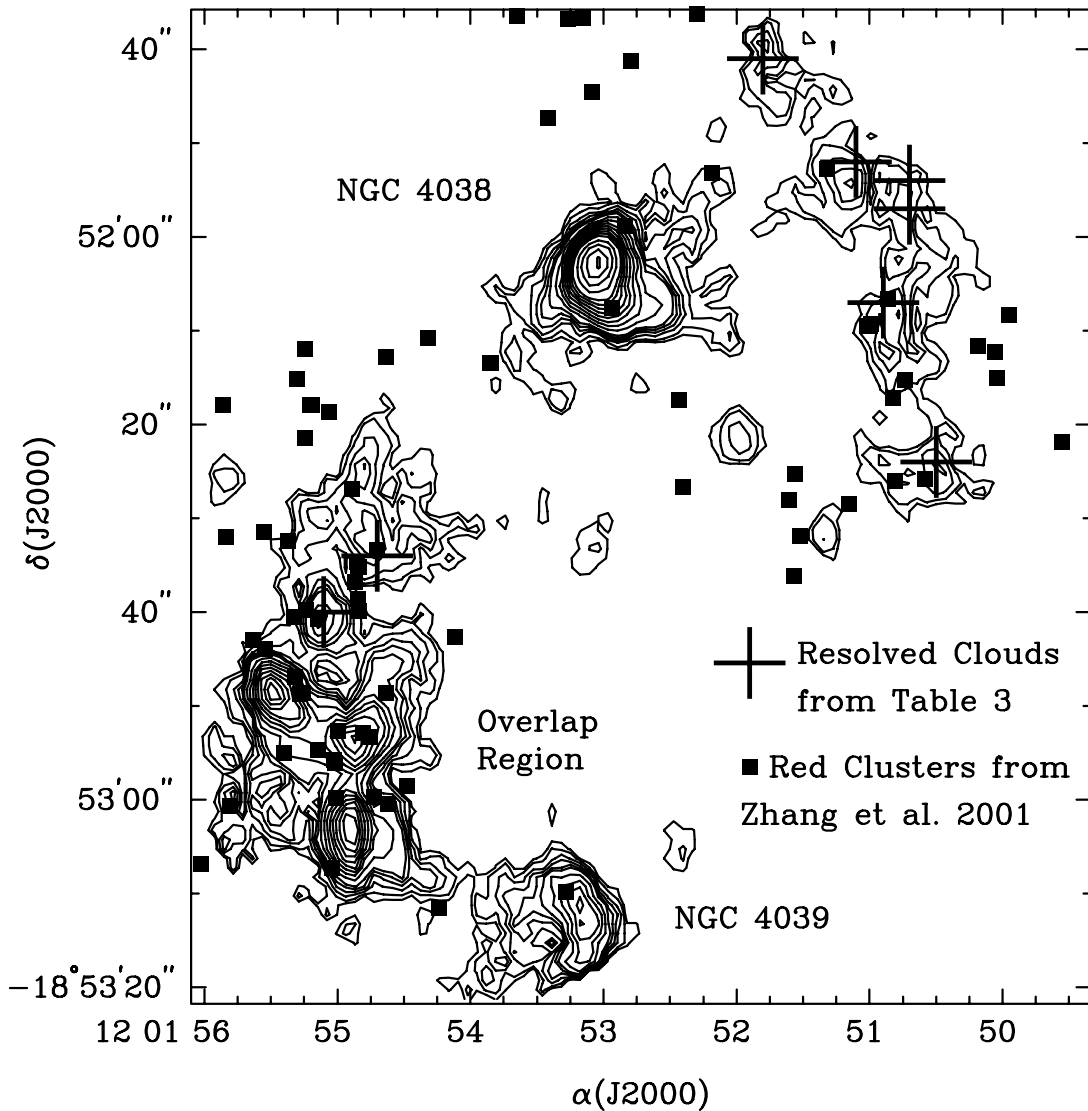 40"
NGC 4038
52'00"
20"
δ(J2000)
40"
Resolved Clouds
from Table 3
Overlap
Region
Red Clusters from
Zhang et al. 2001
53'00"
NGC 4039
−18°53'20"
12 01 56 55 54 53 52 51 50
α(J2000)